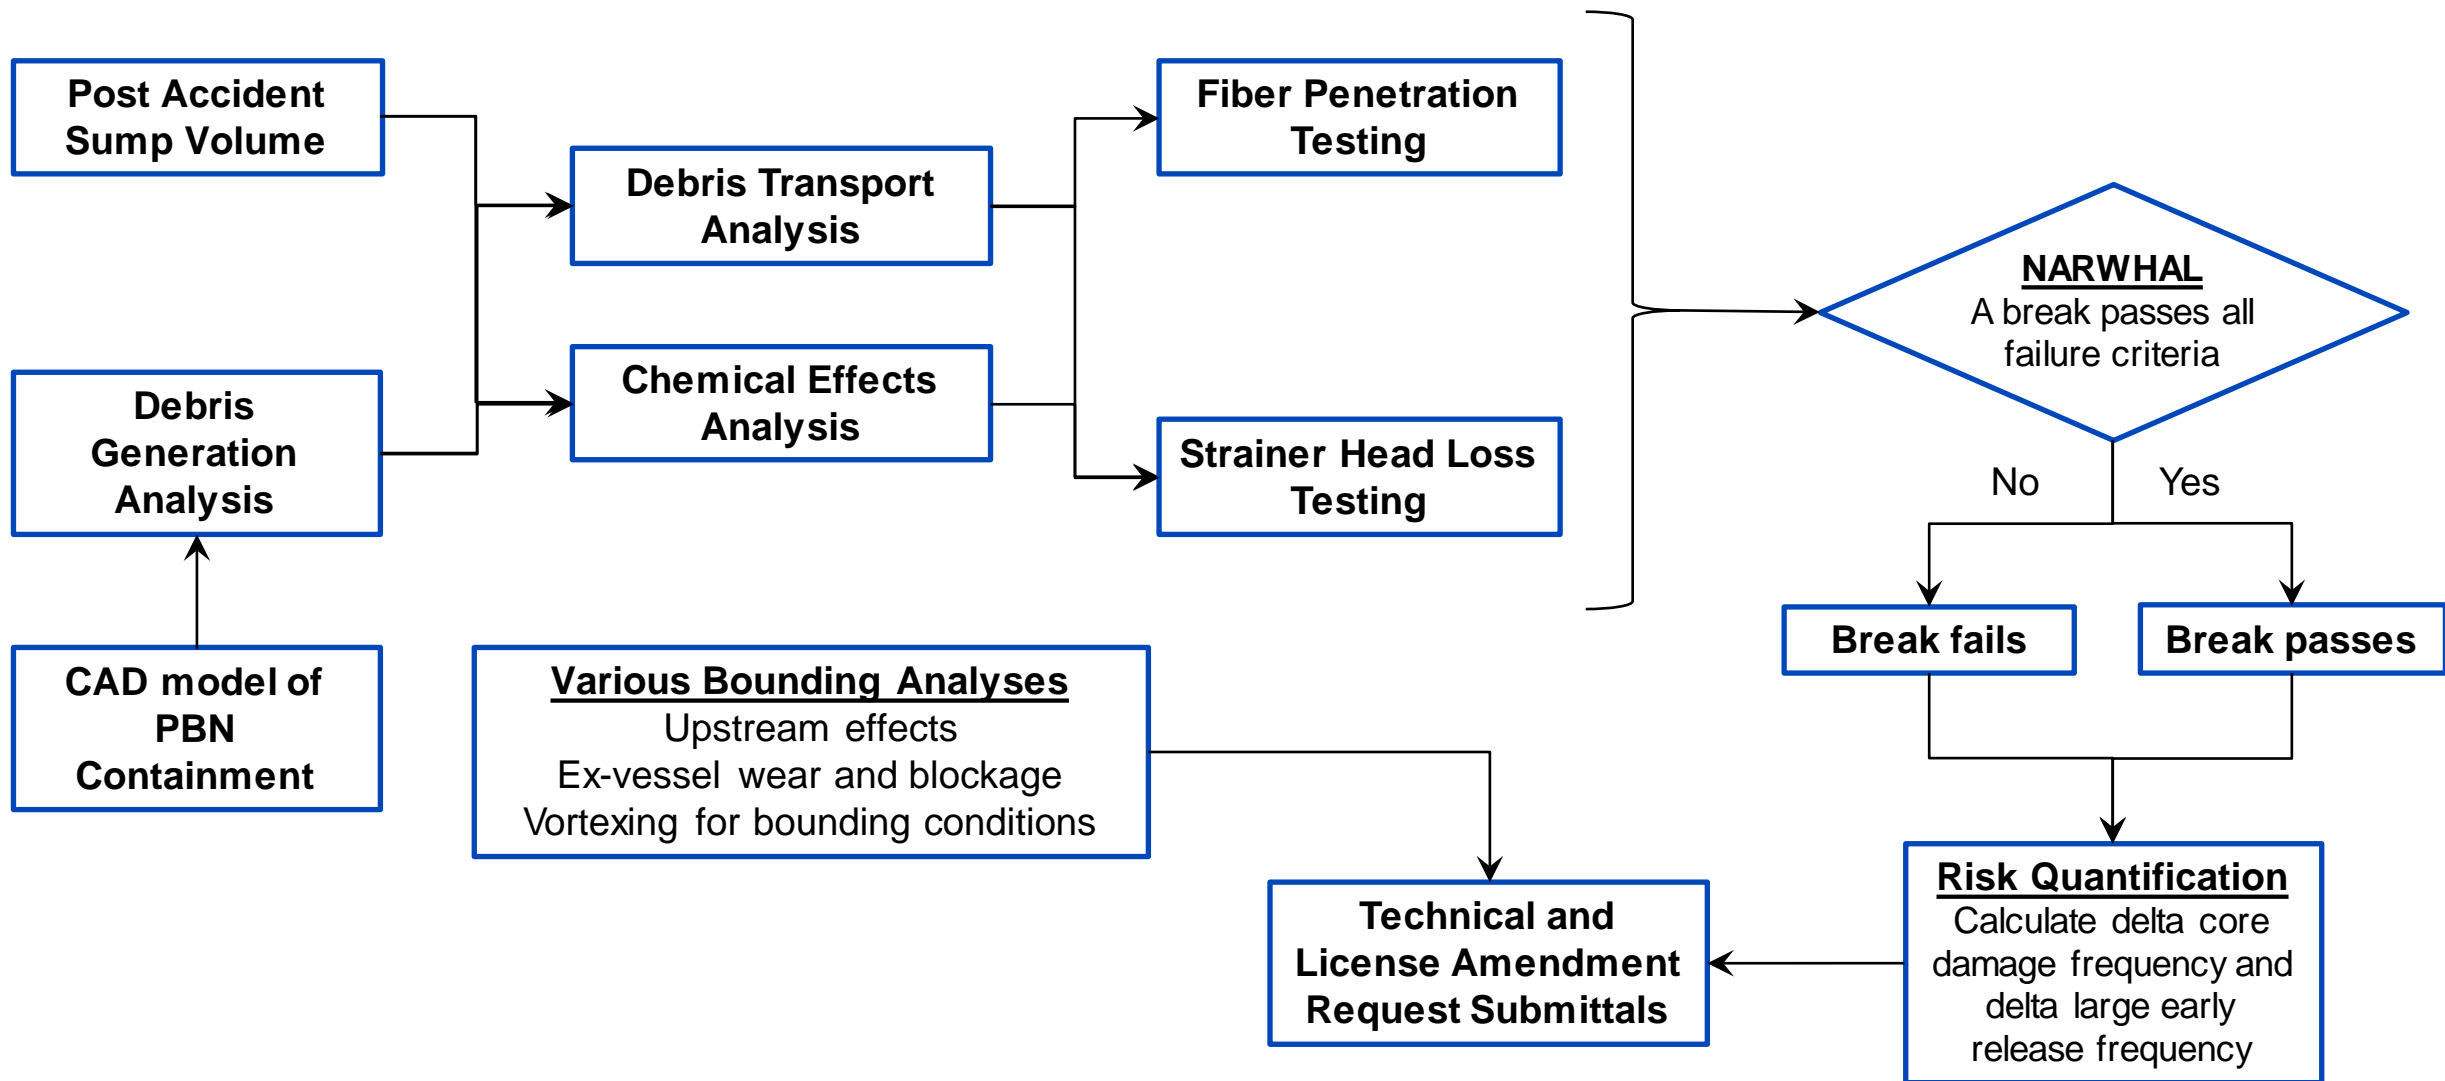 Post Accident
Sump Volume
Debris
Generation
Analysis
CAD model of
PBN
Containment
Debris Transport
Analysis
Chemical Effects
Analysis
Fiber Penetration
Testing
Strainer Head Loss
Testing
Various Bounding Analyses
Upstream effects
Ex-vessel wear and blockage
Vortexing for bounding conditions
NARWHAL
A break passes all
failure criteria
No
Yes
Break fails
Break passes
Risk Quantification
Calculate delta core
damage frequency and
delta large early
release frequency
Technical and
License Amendment
Request Submittals